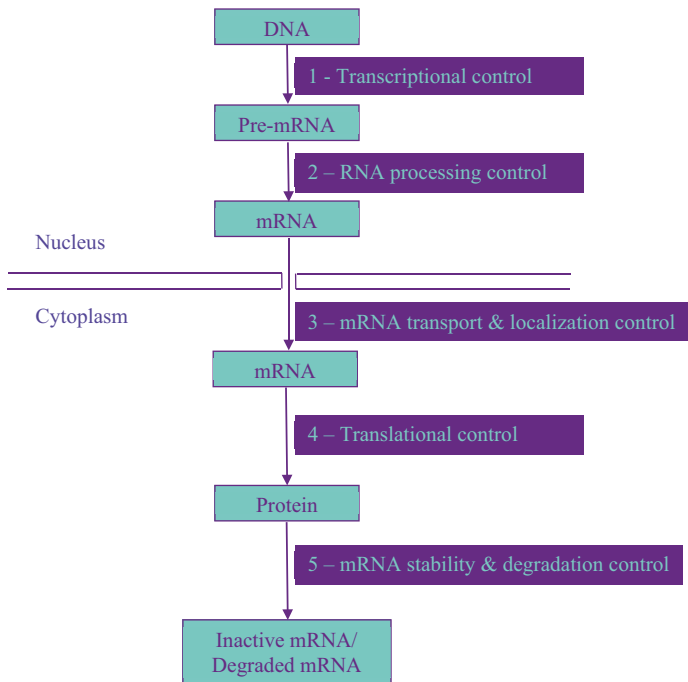 DNA
1 - Transcriptional control
Pre-mRNA
2 – RNA processing control
mRNA
Nucleus
Cytoplasm
3 – mRNA transport & localization control
mRNA
4 – Translational control
Protein
5 – mRNA stability & degradation control
Inactive mRNA/
Degraded mRNA